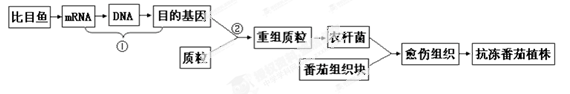 比目鱼 mRNA DNA 目的基因
①
②
质粒
重组质粒 农杆菌
番茄组织块
愈伤组织 抗冻番茄植株